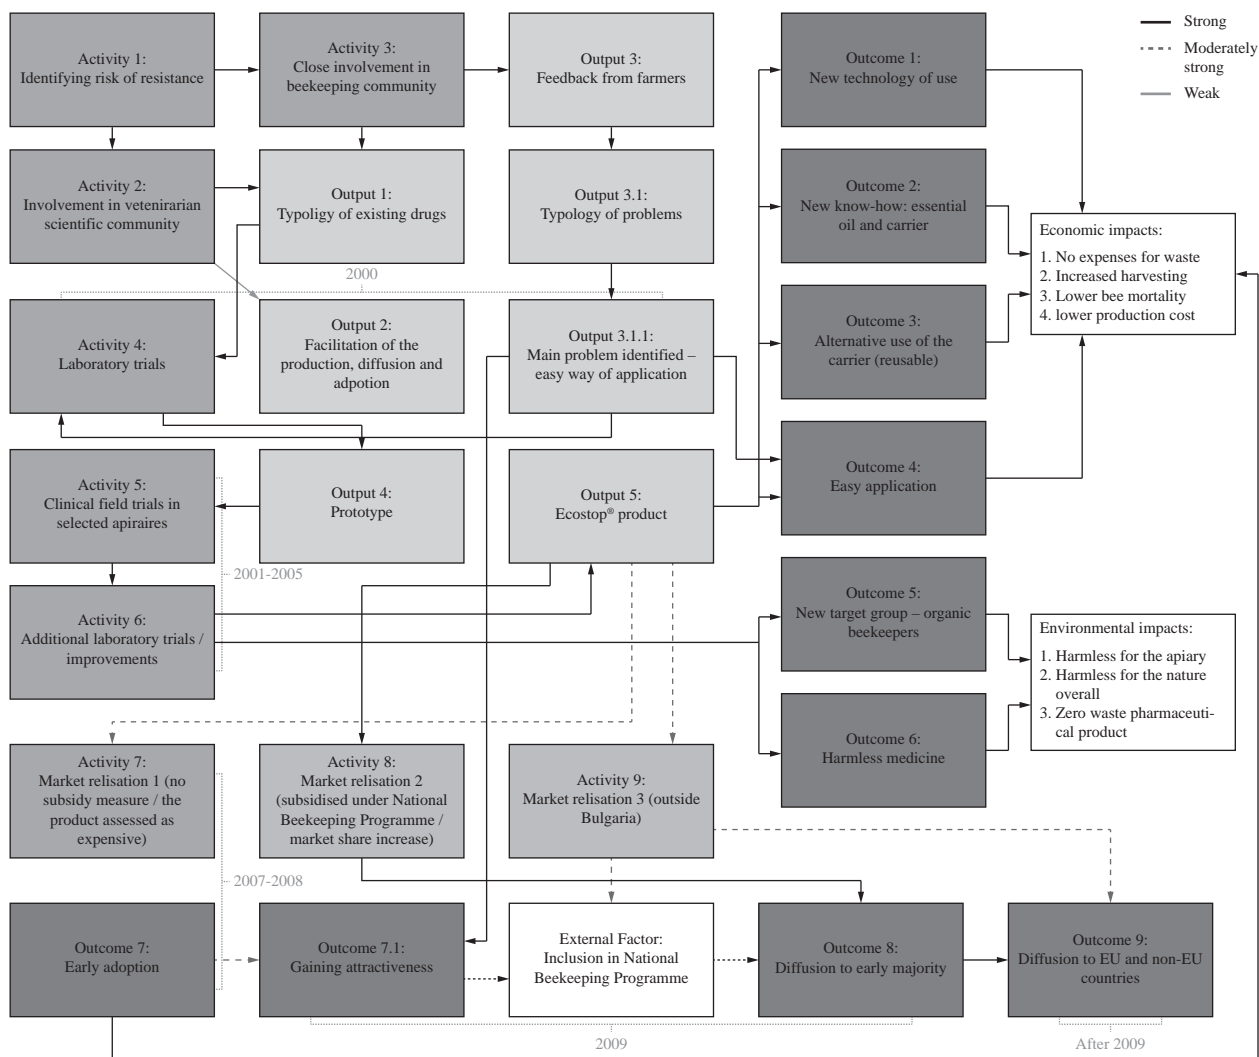 Activity 1:
Identifying risk of resistance
Activity 3:
Close involvement in
beekeeping community
Output 3:
Feedback from farmers
Outcome 1:
New technology of use
Strong
Moderately
strong
Weak
Activity 2:
Involvement in vetenirarian
scientific community
Output 1:
Typoligy of existing drugs
Output 3.1:
Typology of problems
Outcome 2:
New know-how: essential
oil and carrier
Economic impacts:
1. No expenses for waste
2. Increased harvesting
3. Lower bee mortality
4. lower production cost
2000
Activity 4:
Laboratory trials
Output 2:
Facilitation of the
production, diffusion and
adpotion
Output 3.1.1:
Main problem identified –
easy way of application
Outcome 3:
Alternative use of the
carrier (reusable)
Activity 5:
Clinical field trials in
selected apiraires
Output 4:
Prototype
Output 5:
Ecostop® product
Outcome 4:
Easy application
2001-2005
Activity 6:
Additional laboratory trials /
improvements
Outcome 5:
New target group – organic
beekeepers
Environmental impacts:
1. Harmless for the apiary
2. Harmless for the nature
overall
3. Zero waste pharmaceuti-
cal product
Outcome 6:
Harmless medicine
Activity 7:
Market relisation 1 (no
subsidy measure / the
product assessed as
expensive)
Activity 8:
Market relisation 2
(subsidised under National
Beekeeping Programme /
market share increase)
Activity 9:
Market relisation 3 (outside
Bulgaria)
2007-2008
Outcome 7:
Early adoption
Outcome 7.1:
Gaining attractiveness
External Factor:
Inclusion in National
Beekeeping Programme
Outcome 8:
Diffusion to early majority
Outcome 9:
Diffusion to EU and non-EU
countries
2009
After 2009